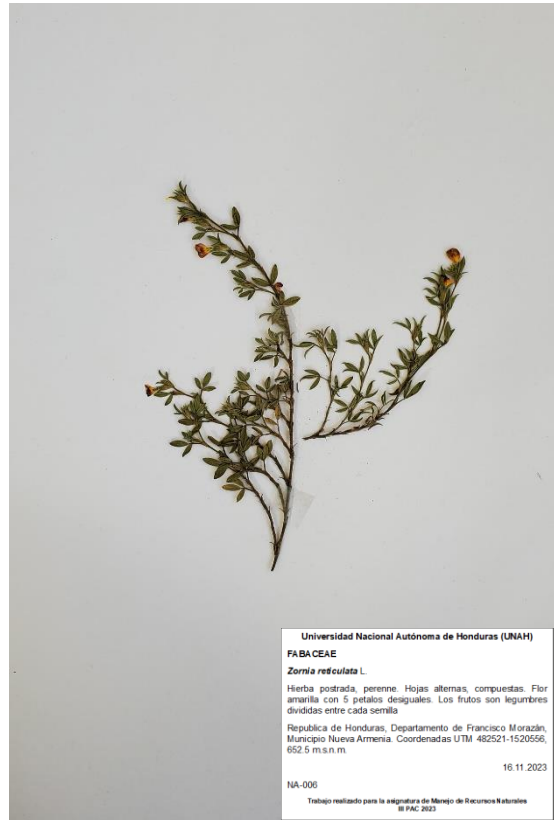 Universidad Nacional Autónoma de Honduras (UNAH)
FABACEAE
Zornia reticulata L.
Hierba postrada, perenne. Hojas alternas, compuestas. Flor
amarilla con 5 petalos desiguales. Los frutos son legumbres
divididas entre cada semilla
Republica de Honduras, Departamento de Francisco Morazán,
Municipio Nueva Armenia. Coordenadas UTM 482521-1520556,
652.5 m.s.n.m.
16.11.2023
NA-006
Trabajo realizado para la asignatura de Manejo de Recursos Naturales
III PAC 2023